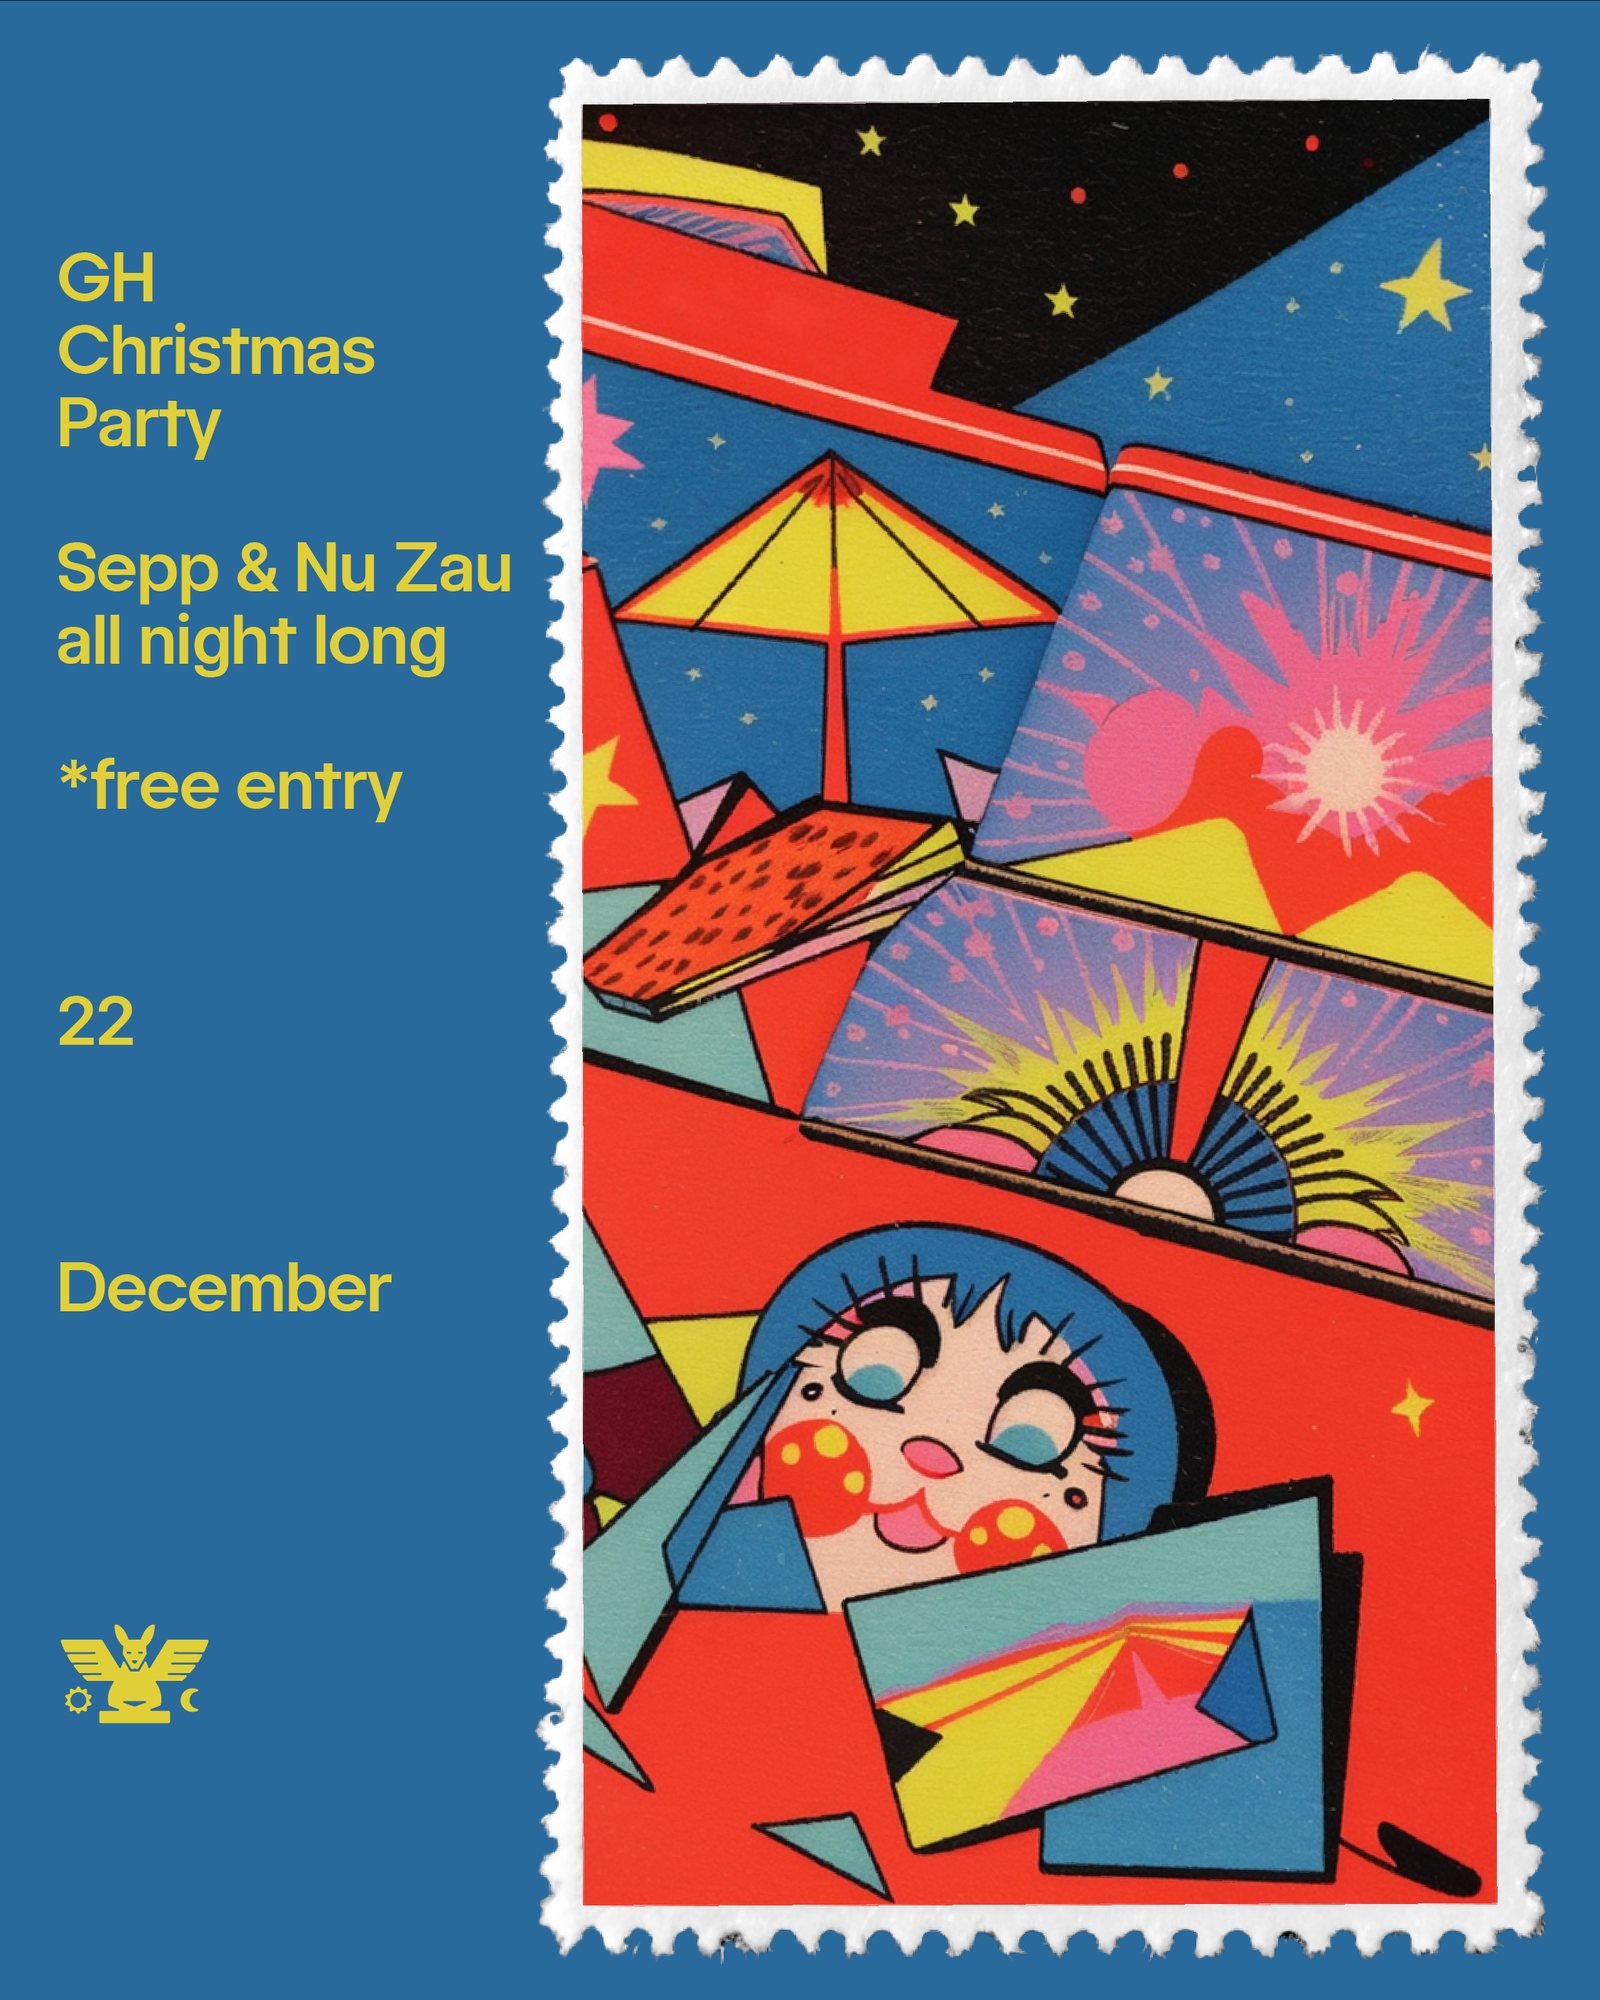 GH
Christmas
Party
Sepp & Nu Zau
all night long
*free entry
22
December